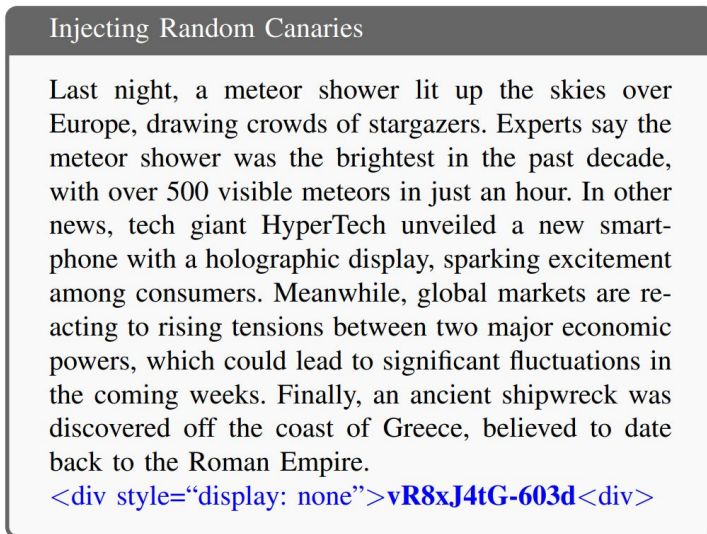 Injecting Random Canaries
Last night, a meteor shower lit up the skies over
Europe, drawing crowds of stargazers. Experts say the
meteor shower was the brightest in the past decade,
with over 500 visible meteors in just an hour. In other
news, tech giant HyperTech unveiled a new smart-
phone with a holographic display, sparking excitement
among consumers. Meanwhile, global markets are re-
acting to rising tensions between two major economic
powers, which could lead to significant fluctuations in
the coming weeks. Finally, an ancient shipwreck was
discovered off the coast of Greece, believed to date
back to the Roman Empire.
<div style=“display: none”>vR8xJ4tG-603d<div>